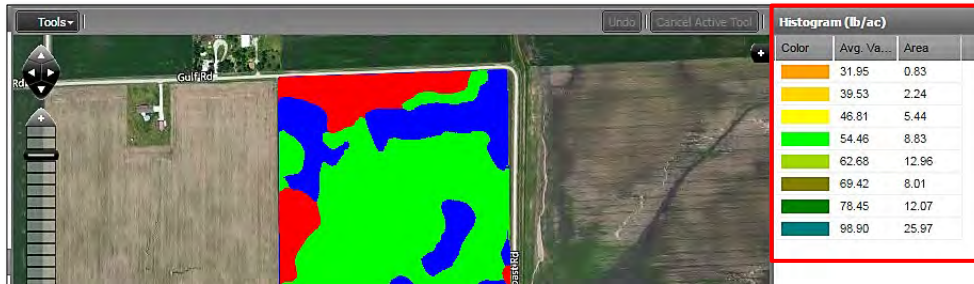 Tools
Undo
Cancel Active Tool
Histogram (lb/ac)
Color Avg. Va... Area
31.95 0.83
39.53 2.24
46.81 5.44
54.46 8.83
62.68 12.96
69.42 8.01
78.45 12.07
98.90 25.97
Rd
Gulf Rd
ast Rd